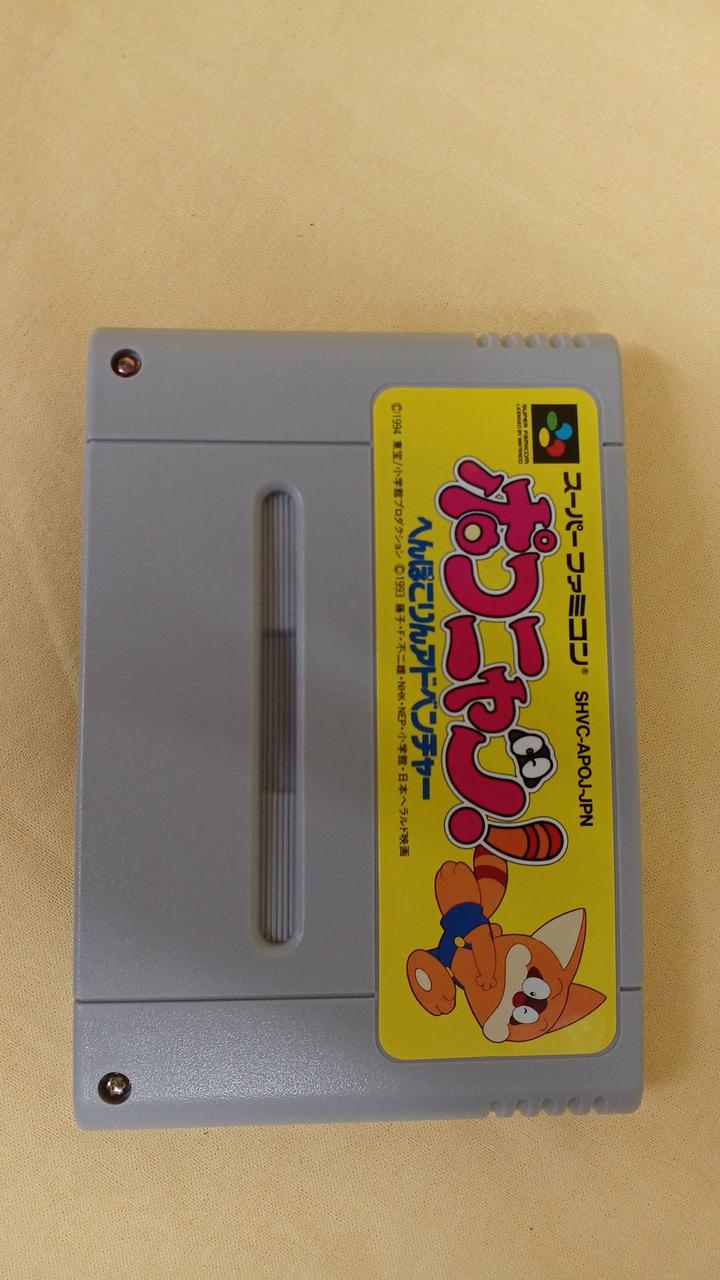 SUPER FAMICOM
LICENSED BY NINTENDO
スーパーファミコン® SHVC-APOJ-JPN
ポコニャン!
へんぽこりんアドベンチャー
©1994 東宝/小学館プロダクション ©1993 藤子・F・不二雄・NHK・NEP・小学館・日本ヘラルド映画